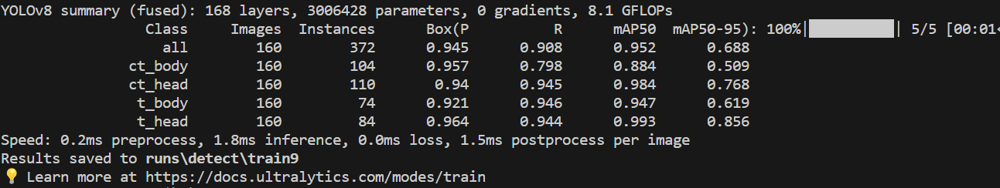 YOLOv8 summary (fused): 168 layers, 3006428 parameters, 0 gradients, 8.1 GFLOPs
Class Images Instances Box(P R mAP50 mAP50-95): 100%| | 5/5 [00:01<
all 160 372 0.945 0.908 0.952 0.688
ct_body 160 104 0.957 0.798 0.884 0.509
ct_head 160 110 0.94 0.945 0.984 0.768
t_body 160 74 0.921 0.946 0.947 0.619
t_head 160 84 0.964 0.944 0.993 0.856
Speed: 0.2ms preprocess, 1.8ms inference, 0.0ms loss, 1.5ms postprocess per image
Results saved to runs\detect\train9
💡 Learn more at https://docs.ultralytics.com/modes/train